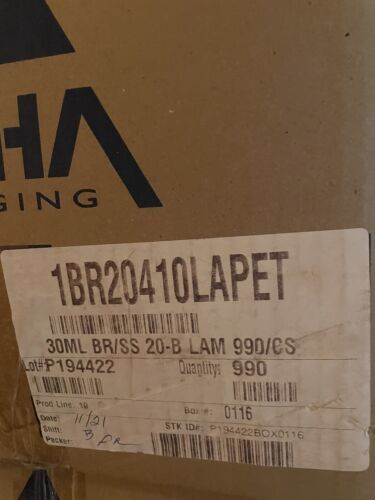 HA
GING
1BR20410LAPET
30ML BR/SS 20-B LAM 990/CS
Lot# P194422 Quantity: 990
Prod Line: 10 Box #: 0116
Date: 11/21
Shift: B STK ID#: P194422BOX0116
Packer: